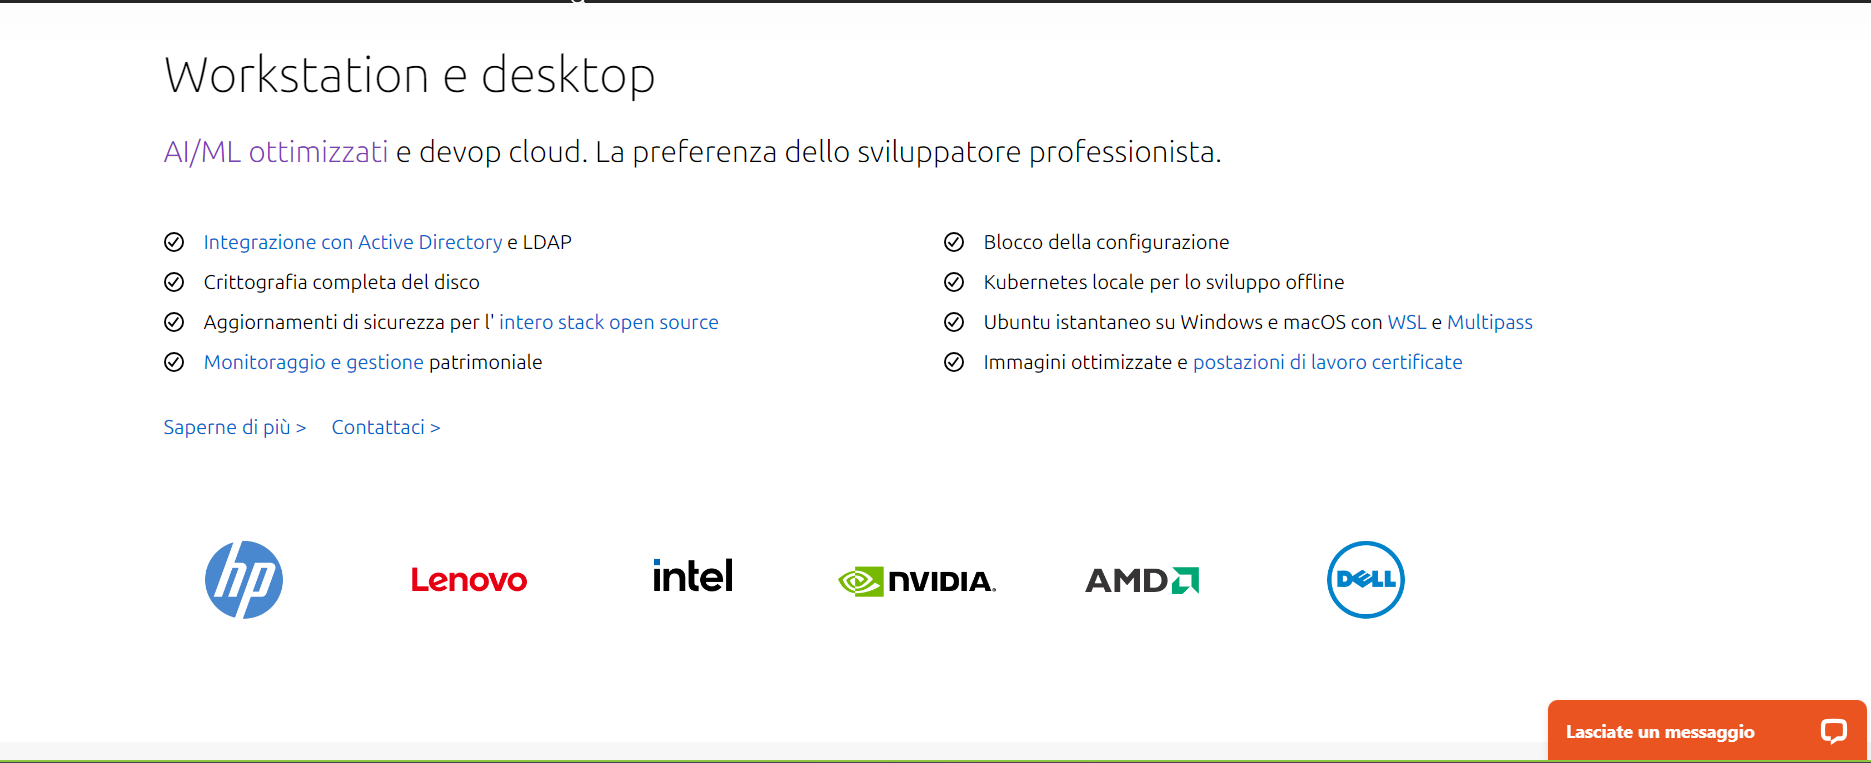 Workstation e desktop
AI/ML ottimizzati e devop cloud. La preferenza dello sviluppatore professionista.
Integrazione con Active Directory e LDAP
Crittografia completa del disco
Aggiornamenti di sicurezza per l' intero stack open source
Monitoraggio e gestione patrimoniale
Blocco della configurazione
Kubernetes locale per lo sviluppo offline
Ubuntu istantaneo su Windows e macOS con WSL e Multipass
Immagini ottimizzate e postazioni di lavoro certificate
Saperne di più > Contattaci >
hp Lenovo intel NVIDIA. AMD DELL
Lasciate un messaggio